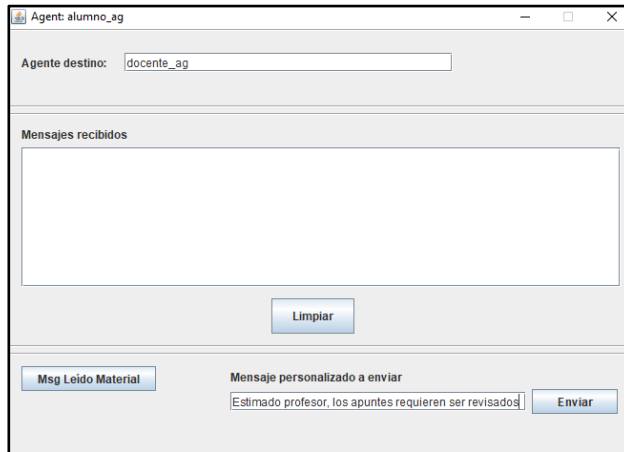 Agent: alumno_ag
Agente destino: docente_ag
Mensajes recibidos
Limpiar
Msg Leído Material
Mensaje personalizado a enviar
Estimado profesor, los apuntes requieren ser revisados
Enviar